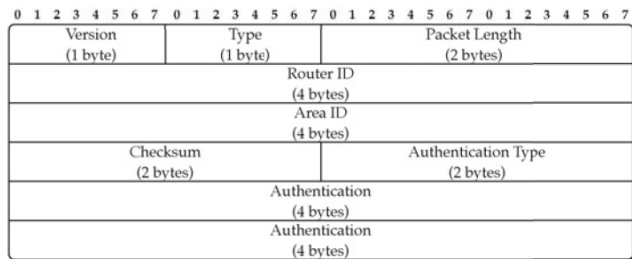 0 1 2 3 4 5 6 7 0 1 2 3 4 5 6 7 0 1 2 3 4 5 6 7 0 1 2 3 4 5 6 7
Version Type Packet Length
(1 byte) (1 byte) (2 bytes)
Router ID
(4 bytes)
Area ID
(4 bytes)
Checksum Authentication Type
(2 bytes) (2 bytes)
Authentication
(4 bytes)
Authentication
(4 bytes)